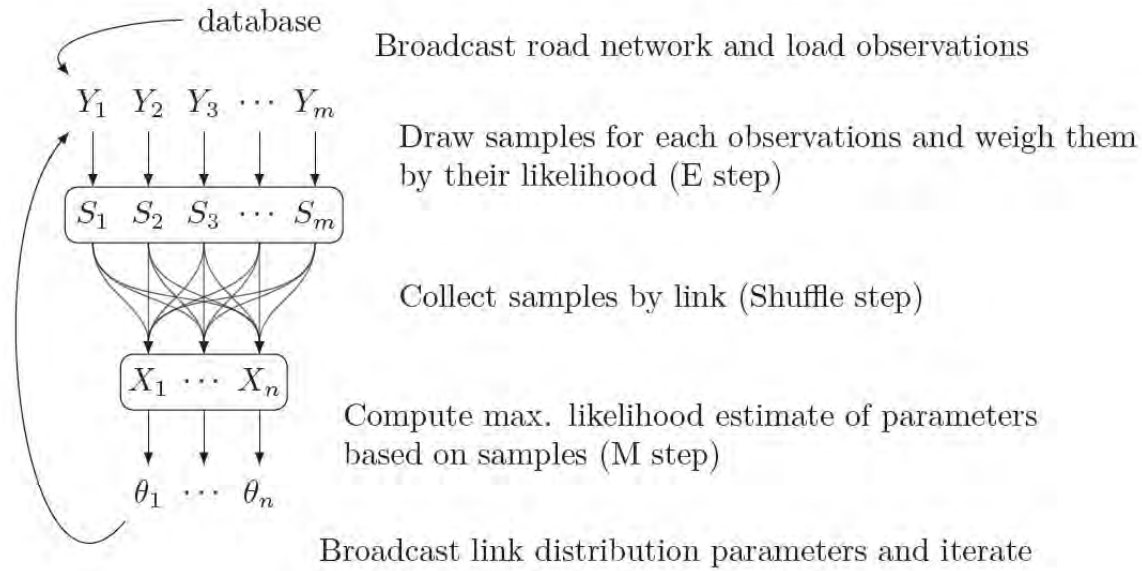 database
Broadcast road network and load observations
Y₁ Y₂ Y₃ ⋯ Yₘ
Draw samples for each observations and weigh them
by their likelihood (E step)
S₁ S₂ S₃ ⋯ Sₘ
Collect samples by link (Shuffle step)
X₁ ⋯ Xₙ
Compute max. likelihood estimate of parameters
based on samples (M step)
θ₁ ⋯ θₙ
Broadcast link distribution parameters and iterate